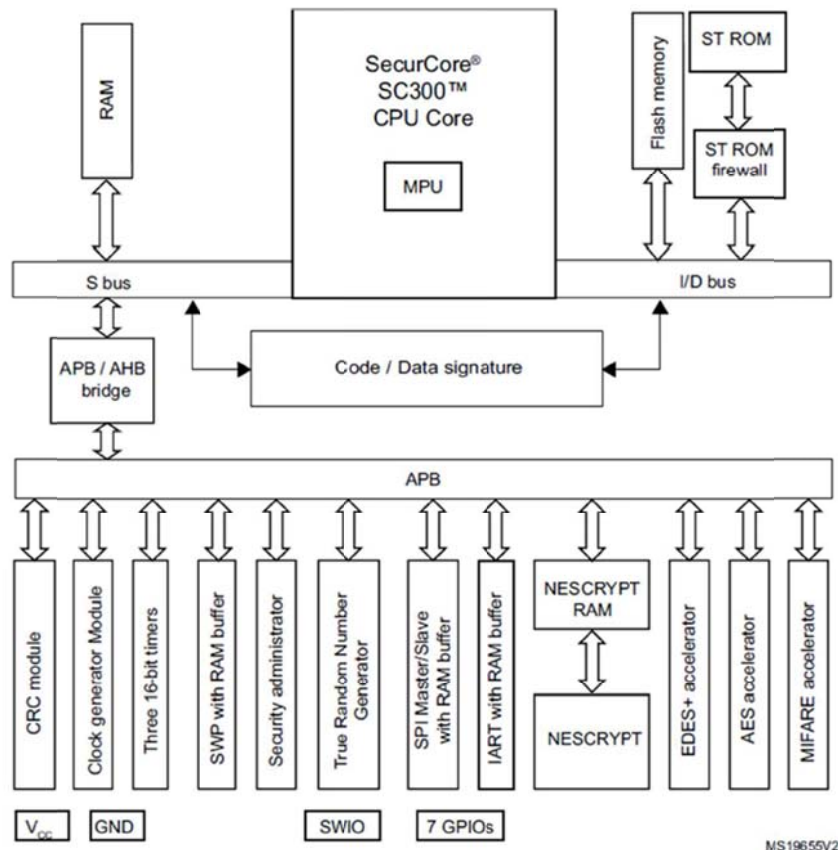 SecurCore®
SC300™
CPU Core
MPU
RAM
Flash memory
ST ROM
ST ROM
firewall
S bus
I/D bus
APB / AHB
bridge
Code / Data signature
APB
CRC module
Clock generator Module
Three 16-bit timers
SWP with RAM buffer
Security administrator
True Random Number
Generator
SPI Master/Slave
with RAM buffer
IART with RAM buffer
NESCRYPT
RAM
NESCRYPT
EDES+ accelerator
AES accelerator
MIFARE accelerator
VCC
GND
SWIO
7 GPIOs
MS19655V2